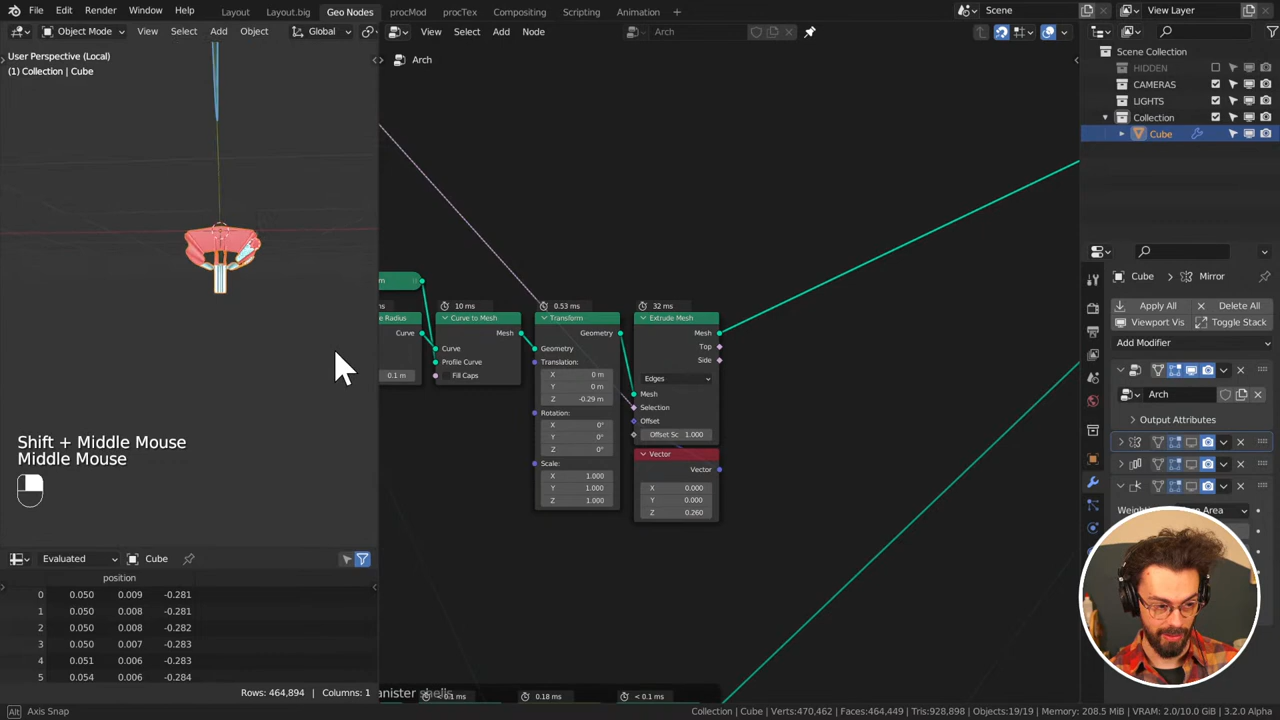 File Edit Render Window Help Layout Layout.big Geo Nodes procMod procTex Compositing Scripting Animation + Scene View Layer
Object Mode View Select Add Object Global View Select Add Node Arch
User Perspective (Local)
(1) Collection | Cube
Arch
Scene Collection
HIDDEN
CAMERAS
LIGHTS
Collection
Cube
10 ms 0.53 ms 32 ms
Radius Curve to Mesh Transform Extrude Mesh
Curve Mesh Geometry Mesh
Curve Geometry Top
Profile Curve Translation: Side
0.1 m Fill Caps X 0 m Edges
Y 0 m Mesh
Z -0.29 m Selection
Rotation: Offset
X 0° Offset Sc 1.000
Y 0° Vector
Z 0° Vector
Scale:
X 1.000 X 0.000
Y 1.000 Y 0.000
Z 1.000 Z 0.260
Cube Mirror
Apply All Delete All
Viewport Vis Toggle Stack
Add Modifier
Arch
Output Attributes
Area
Shift + Middle Mouse
Middle Mouse
Evaluated Cube
position
0 0.050 0.009 -0.281
1 0.050 0.008 -0.281
2 0.050 0.008 -0.282
3 0.050 0.007 -0.283
4 0.051 0.006 -0.283
5 0.054 0.006 -0.284
Rows: 464,894 | Columns: 1
anister shells
< 0.1 ms 0.18 ms < 0.1 ms
Alt Axis Snap Collection | Cube | Verts:470,462 | Faces:464,449 | Tris:928,898 | Objects:19/19 | Memory: 208.5 MiB | VRAM: 2.0/10.0 GiB | 3.2.0 Alpha